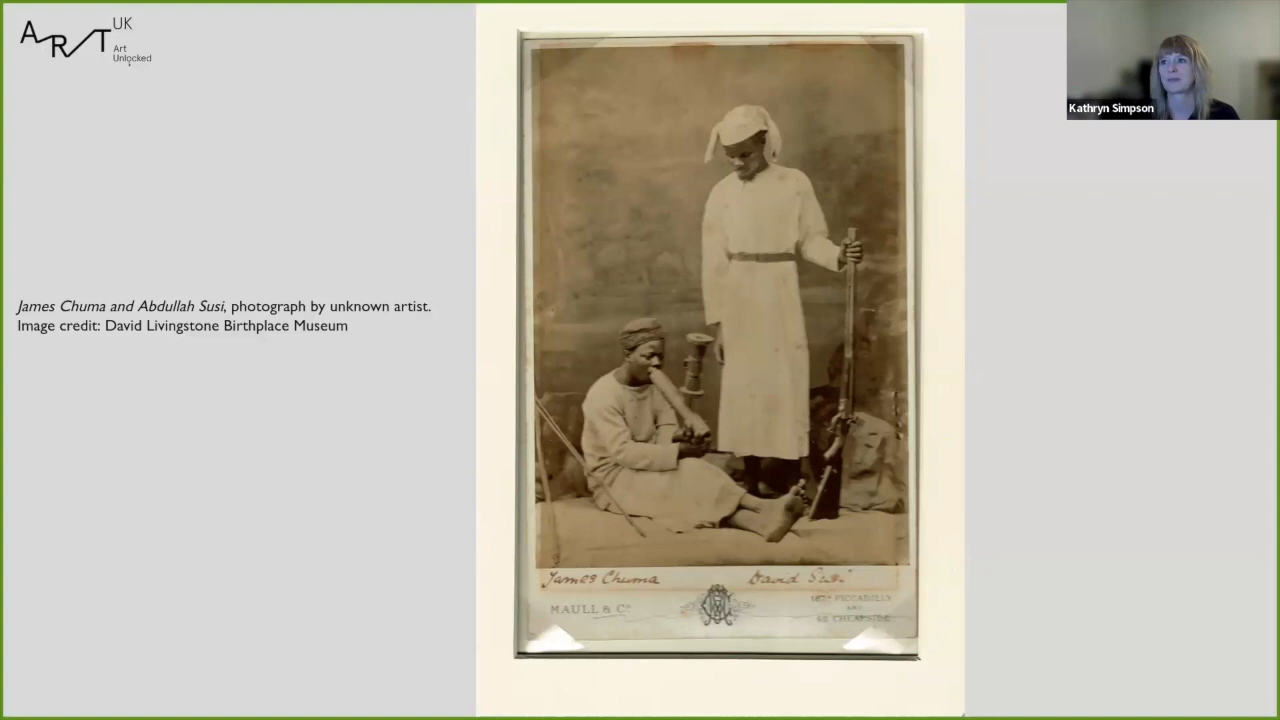 ART UK
Art
Unlocked
Kathryn Simpson
James Chuma and Abdullah Susi, photograph by unknown artist.
Image credit: David Livingstone Birthplace Museum
James Chuma David Susi
MAULL & Co
187A PICCADILLY
AND
62 CHEAPSIDE